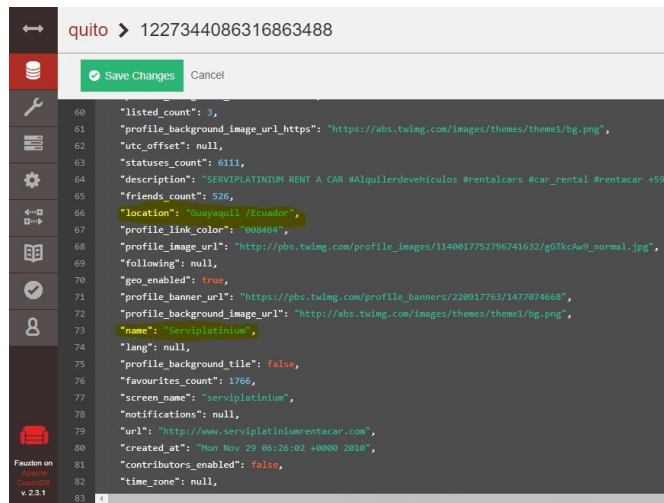 quito > 1227344086316863488
Save Changes Cancel
60 "listed_count": 3,
61 "profile_background_image_url_https": "https://abs.twimg.com/images/themes/theme1/bg.png",
62 "utc_offset": null,
63 "statuses_count": 6111,
64 "description": "SERVIPLATINIUM RENT A CAR #Alquilerdevehículos #rentalcars #car_rental #rentacar +59
65 "friends_count": 526,
66 "location": "Guayaquil /Ecuador",
67 "profile_link_color": "0084B4",
68 "profile_image_url": "http://pbs.twimg.com/profile_images/1140017752796741632/gGTkcAw9_normal.jpg",
69 "following": null,
70 "geo_enabled": true,
71 "profile_banner_url": "https://pbs.twimg.com/profile_banners/220917763/1477074668",
72 "profile_background_image_url": "http://abs.twimg.com/images/themes/theme1/bg.png",
73 "name": "Serviplatinium",
74 "lang": null,
75 "profile_background_tile": false,
76 "favourites_count": 1766,
77 "screen_name": "serviplatinium",
78 "notifications": null,
79 "url": "http://www.serviplatiniumrentacar.com",
80 "created_at": "Mon Nov 29 06:26:02 +0000 2010",
81 "contributors_enabled": false,
82 "time_zone": null,
83
Fauxton on
Apache
CouchDB
v. 2.3.1